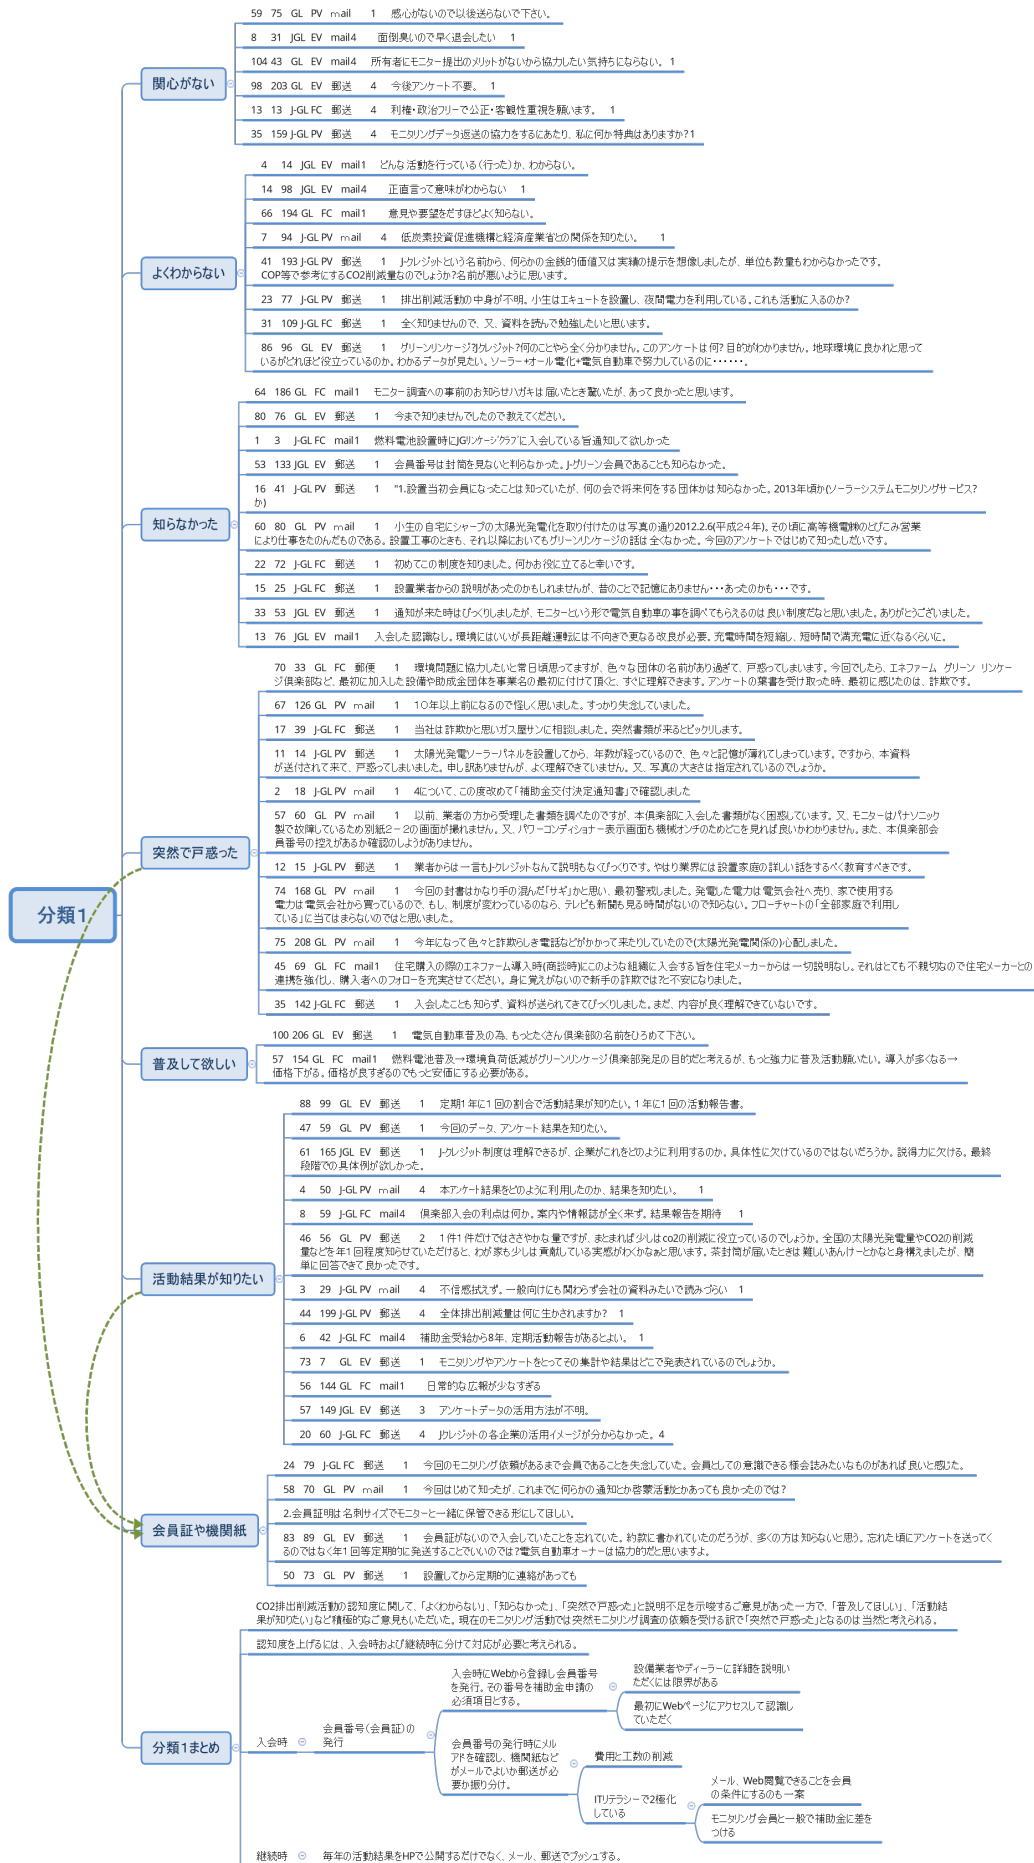 分類1
関心がない
59 75 GL PV mail 1 感心がないので以後送らないで下さい。
8 31 JGL EV mail4 面倒臭いので早く退会したい 1
104 43 GL EV mail4 所有者にモニター提出のメリットがないから協力したい気持ちにならない。 1
98 203 GL EV 郵送 4 今後アンケート不要。 1
13 13 J-GL FC 郵送 4 利権・政治フリーで公正・客観性重視を願います。 1
35 159 J-GL PV 郵送 4 モニタリングデータ返送の協力をするにあたり、私に何か特典はありますか？1
よくわからない
4 14 JGL EV mail1 どんな活動を行っている（行った）か、わからない。
14 98 JGL EV mail4 正直言って意味がわからない 1
66 194 GL FC mail1 意見や要望をだすほどよく知らない。
7 94 J-GL PV mail 4 低炭素投資促進機構と経済産業省との関係を知りたい。 1
41 193 J-GL PV 郵送 1 J-クレジットという名前から、何らかの金銭的価値又は実績の提示を想像しましたが、単位も数量もわからなかったです。
COP等で参考にするCO2削減量なのでしょうか？名前が悪いように思います。
23 77 J-GL PV 郵送 1 排出削減活動の中身が不明。小生はエキュートを設置し、夜間電力を利用している。これも活動に入るのか？
31 109 J-GL FC 郵送 1 全く知りませんので、又、資料を読んで勉強したいと思います。
86 96 GL EV 郵送 1 グリーンリンケージ？Jクレジット？何のことやら全く分かりません。このアンケートは何？目的がわかりません。地球環境に良かれと思って
いるがどれほど役立っているのか。わかるデータが見たい。ソーラー+オール電化+電気自動車で努力しているのに・・・・・・。
知らなかった
64 186 GL FC mail1 モニター調査への事前のお知らせハガキは届いたとき驚いたが、あって良かったと思います。
80 76 GL EV 郵送 1 今まで知りませんでしたので教えてください。
1 3 J-GL FC mail1 燃料電池設置時にJGリンケージクラブに入会している旨通知して欲しかった
53 133 JGL EV 郵送 1 会員番号は封筒を見ないと判らなかった。J-グリーン会員であることも知らなかった。
16 41 J-GL PV 郵送 1 "1.設置当初会員になったことは知っていたが、何の会で将来何をする団体かは知らなかった。2013年頃か(ソーラーシステムモニタリングサービス？
か)
60 80 GL PV mail 1 小生の自宅にシャープの太陽光発電化を取り付けたのは写真の通り2012.2.6(平成２４年)。その頃に高等機電㈱のとびこみ営業
により仕事をたのんだものである。設置工事のときも、それ以降においてもグリーンリンケージの話は全くなかった。今回のアンケートではじめて知ったしだいです。
22 72 J-GL FC 郵送 1 初めてこの制度を知りました。何かお役に立てると幸いです。
15 25 J-GL FC 郵送 1 設置業者からの説明があったのかもしれませんが、昔のことで記憶にありません・・・あったのかも・・・です。
33 53 JGL EV 郵送 1 通知が来た時はびっくりしましたが、モニターという形で電気自動車の事を調べてもらえるのは良い制度だなと思いました。ありがとうございました。
13 76 JGL EV mail1 入会した認識なし。環境にはいいが長距離運転には不向きで更なる改良が必要。充電時間を短縮し、短時間で満充電に近くなるくらいに。
突然で戸惑った
70 33 GL FC 郵便 1 環境問題に協力したいと常日頃思ってますが、色々な団体の名前があり過ぎて、戸惑ってしまいます。今回でしたら、エネファーム グリーン リンケー
ジ倶楽部など、最初に加入した設備や助成金団体を事業名の最初に付けて頂くと、すぐに理解できます。アンケートの葉書を受け取った時、最初に感じたのは、詐欺です。
67 126 GL PV mail 1 １０年以上前になるので怪しく思いました。すっかり失念していました。
17 39 J-GL FC 郵送 1 当社は詐欺かと思いガス屋サンに相談しました。突然書類が来るとビックリします。
11 14 J-GL PV 郵送 1 太陽光発電ソーラーパネルを設置してから、年数が経っているので、色々と記憶が薄れてしまっています。ですから、本資料
が送付されて来て、戸惑ってしまいました。申し訳ありませんが、よく理解できていません。又、写真の大きさは指定されているのでしょうか。
2 18 J-GL PV mail 1 4について、この度改めて「補助金交付決定通知書」で確認しました
57 60 GL PV mail 1 以前、業者の方から受理した書類を調べたのですが、本倶楽部に入会した書類がなく困惑しています。又、モニターはパナソニック
製で故障しているため別紙２－２の画面が撮れません。又、パワーコンディショナー表示画面も機械オンチのためどこを見れば良いかわかりません。また、本倶楽部会
員番号の控えがあるか確認のしようがありません。
12 15 J-GL PV 郵送 1 業者からは一言もJ-クレジットなんて説明もなくびっくりです。やはり業界には設置家庭の詳しい話をするべく教育すべきです。
74 168 GL PV mail 1 今回の封書はかなり手の混んだ「サギ」かと思い、最初警戒しました。発電した電力は電気会社へ売り、家で使用する
電力は電気会社から買っているので、もし、制度が変わっているのなら、テレビも新聞も見る時間がないので知らない。フローチャートの「全部家庭で利用し
ている」に当てはまらないのではと思いました。
75 208 GL PV mail 1 今年になって色々と詐欺らしき電話などがかかって来たりしていたので(太陽光発電関係の)心配しました。
45 69 GL FC mail1 住宅購入の際のエネファーム導入時(商談時)にこのような組織に入会する旨を住宅メーカーからは一切説明なし。それはとても不親切なので住宅メーカーとの
連携を強化し、購入者へのフォローを充実させてください。身に覚えがないので新手の詐欺では？と不安になりました。
35 142 J-GL FC 郵送 1 入会したことも知らず、資料が送られてきてびっくりしました。まだ、内容が良く理解できていないです。
普及して欲しい
100 206 GL EV 郵送 1 電気自動車普及の為、もっとたくさん倶楽部の名前をひろめて下さい。
57 154 GL FC mail1 燃料電池普及→環境負荷低減がグリーンリンケージ倶楽部発足の目的だと考えるが、もっと強力に普及活動願いたい。導入が多くなる→
価格下がる。価格が良すぎるのでもっと安価にする必要がある。
活動結果が知りたい
88 99 GL EV 郵送 1 定期1年に1回の割合で活動結果が知りたい。1年に1回の活動報告書。
47 59 GL PV 郵送 1 今回のデータ、アンケート結果を知りたい。
61 165 JGL EV 郵送 1 J-クレジット制度は理解できるが、企業がこれをどのように利用するのか。具体性に欠けているのではないだろうか。説得力に欠ける。最終
段階での具体例が欲しかった。
4 50 J-GL PV mail 4 本アンケート結果をどのように利用したのか、結果を知りたい。 1
8 59 J-GL FC mail4 倶楽部入会の利点は何か。案内や情報誌が全く来ず。結果報告を期待 1
46 56 GL PV 郵送 2 1件1件だけではささやかな量ですが、まとまれば少しはco2の削減に役立っているのでしょうか。全国の太陽光発電量やCO2の削減
量などを年1回程度知らせていただけると、わが家も少しは貢献している実感がわくかなぁと思います。茶封筒が届いたときは難しいあんけーとかなと身構えましたが、簡
単に回答できて良かったです。
3 29 J-GL PV mail 4 不信感拭えず。一般向けにも関わらず会社の資料みたいで読みづらい 1
44 199 J-GL PV 郵送 4 全体排出削減量は何に生かされますか？ 1
6 42 J-GL FC mail4 補助金受給から8年、定期活動報告があるとよい。 1
73 7 GL EV 郵送 1 モニタリングやアンケートをとってその集計や結果はどこで発表されているのでしょうか。
56 144 GL FC mail1 日常的な広報が少なすぎる
57 149 JGL EV 郵送 3 アンケートデータの活用方法が不明。
20 60 J-GL FC 郵送 4 Jクレジットの各企業の活用イメージが分からなかった。4
会員証や機関紙
24 79 J-GL FC 郵送 1 今回のモニタリング依頼があるまで会員であることを失念していた。会員としての意識できる様会誌みたいなものがあれば良いと感じた。
58 70 GL PV mail 1 今回はじめて知ったが、これまでに何らかの通知とか啓蒙活動とかあっても良かったのでは？
2.会員証明は名刺サイズでモニターと一緒に保管できる形にしてほしい。
83 89 GL EV 郵送 1 会員証がないので入会していたことを忘れていた。約款に書かれていたのだろうが、多くの方は知らないと思う。忘れた頃にアンケートを送ってく
るのではなく年1回等定期的に発送することでいいのでは？電気自動車オーナーは協力的だと思いますよ。
50 73 GL PV 郵送 1 設置してから定期的に連絡があっても
分類1まとめ
CO2排出削減活動の認知度に関して、「よくわからない」、「知らなかった」、「突然で戸惑った」と説明不足を示唆するご意見があった一方で、「普及してほしい」、「活動結
果が知りたい」など積極的なご意見もいただいた。現在のモニタリング活動では突然モニタリング調査の依頼を受ける訳で「突然で戸惑った」となるのは当然と考えられる。
認知度を上げるには、入会時および継続時に分けて対応が必要と考えられる。
入会時
会員番号（会員証）の
発行
入会時にWebから登録し会員番号
を発行。その番号を補助金申請の
必須項目とする。
設備業者やディーラーに詳細を説明い
ただくには限界がある
最初にWebページにアクセスして認識し
ていただく
会員番号の発行時にメル
アドを確認し、機関紙など
がメールでよいか郵送が必
要か振り分け。
費用と工数の削減
ITリテラシーで2極化
している
メール、Web閲覧できることを会員
の条件にするのも一案
モニタリング会員と一般で補助金に差を
つける
継続時
毎年の活動結果をHPで公開するだけでなく、メール、郵送でプッシュする。